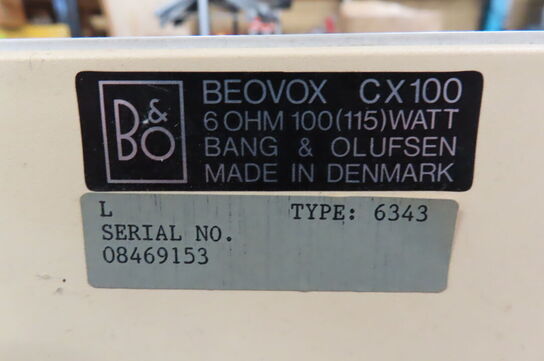 B&O
BEOVOX CX100
6 OHM 100(115)WATT
BANG & OLUFSEN
MADE IN DENMARK
L TYPE: 6343
SERIAL NO.
08469153